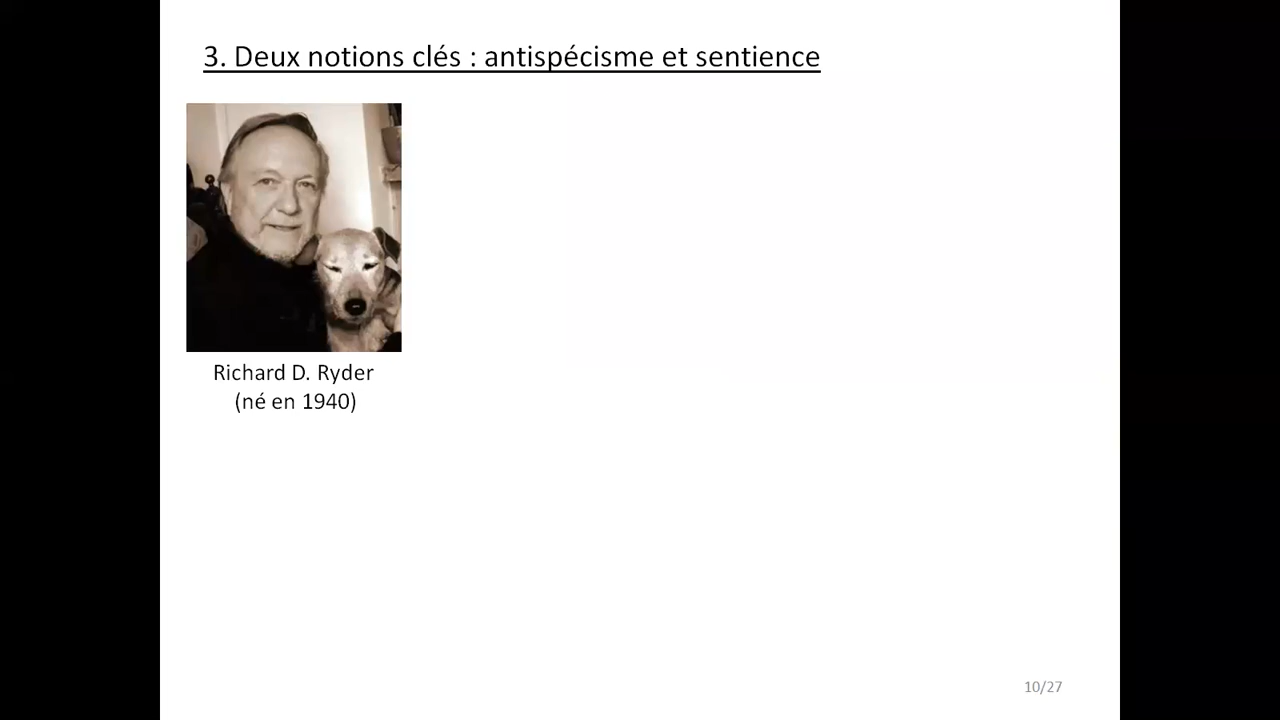 3. Deux notions clés : antispécisme et sentience
Richard D. Ryder
(né en 1940)
10/27